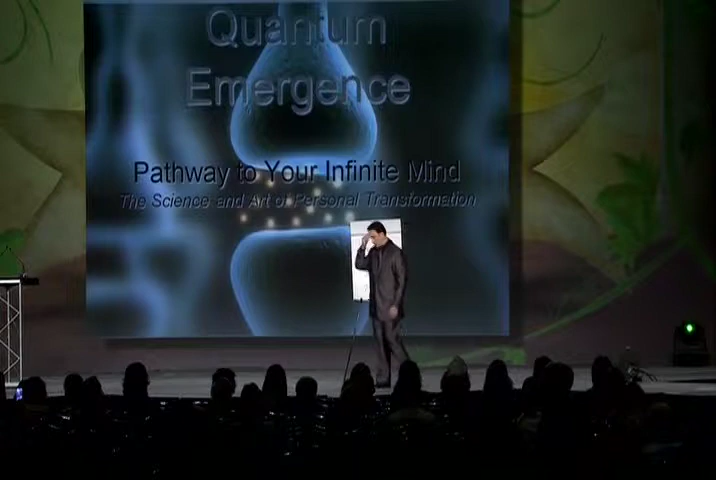 Quantum
Emergence
Pathway to Your Infinite Mind
The Science and Art of Personal Transformation